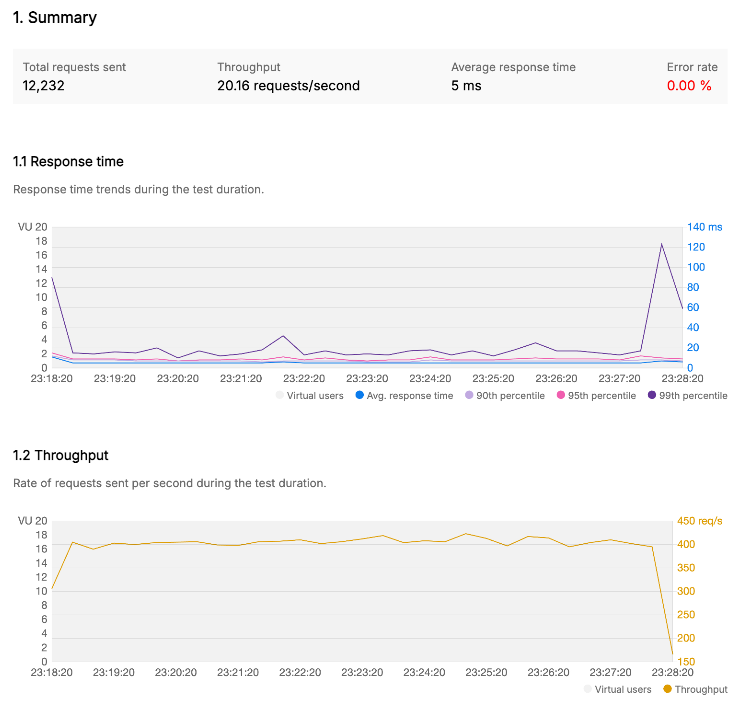 1. Summary
Total requests sent Throughput Average response time Error rate
12,232 20.16 requests/second 5 ms 0.00 %
1.1 Response time
Response time trends during the test duration.
VU 20 140 ms
18 120
16
14 100
12
10 80
8 60
6
4 40
2 20
0 0
23:18:20 23:19:20 23:20:20 23:21:20 23:22:20 23:23:20 23:24:20 23:25:20 23:26:20 23:27:20 23:28:20
Virtual users Avg. response time 90th percentile 95th percentile 99th percentile
1.2 Throughput
Rate of requests sent per second during the test duration.
VU 20 450 req/s
18
16 400
14 350
12
10 300
8
6 250
4 200
2
0 150
23:18:20 23:19:20 23:20:20 23:21:20 23:22:20 23:23:20 23:24:20 23:25:20 23:26:20 23:27:20 23:28:20
Virtual users Throughput